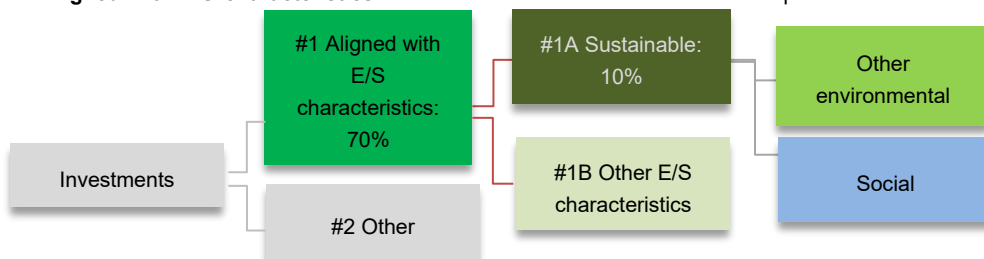 #1 Aligned with
E/S
characteristics:
70%
#1A Sustainable:
10%
Other
environmental
Investments
#1B Other E/S
characteristics
Social
#2 Other